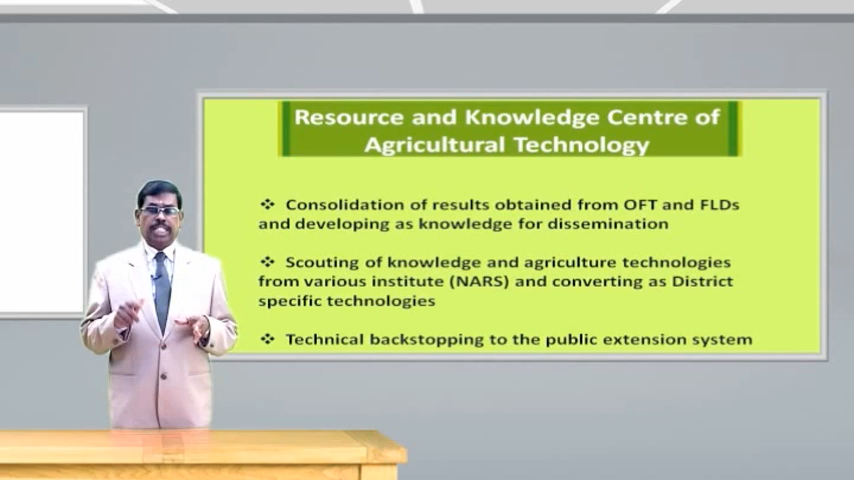 Resource and Knowledge Centre of
Agricultural Technology
❖ Consolidation of results obtained from OFT and FLDs
and developing as knowledge for dissemination
❖ Scouting of knowledge and agriculture technologies
from various institute (NARS) and converting as District
specific technologies
❖ Technical backstopping to the public extension system